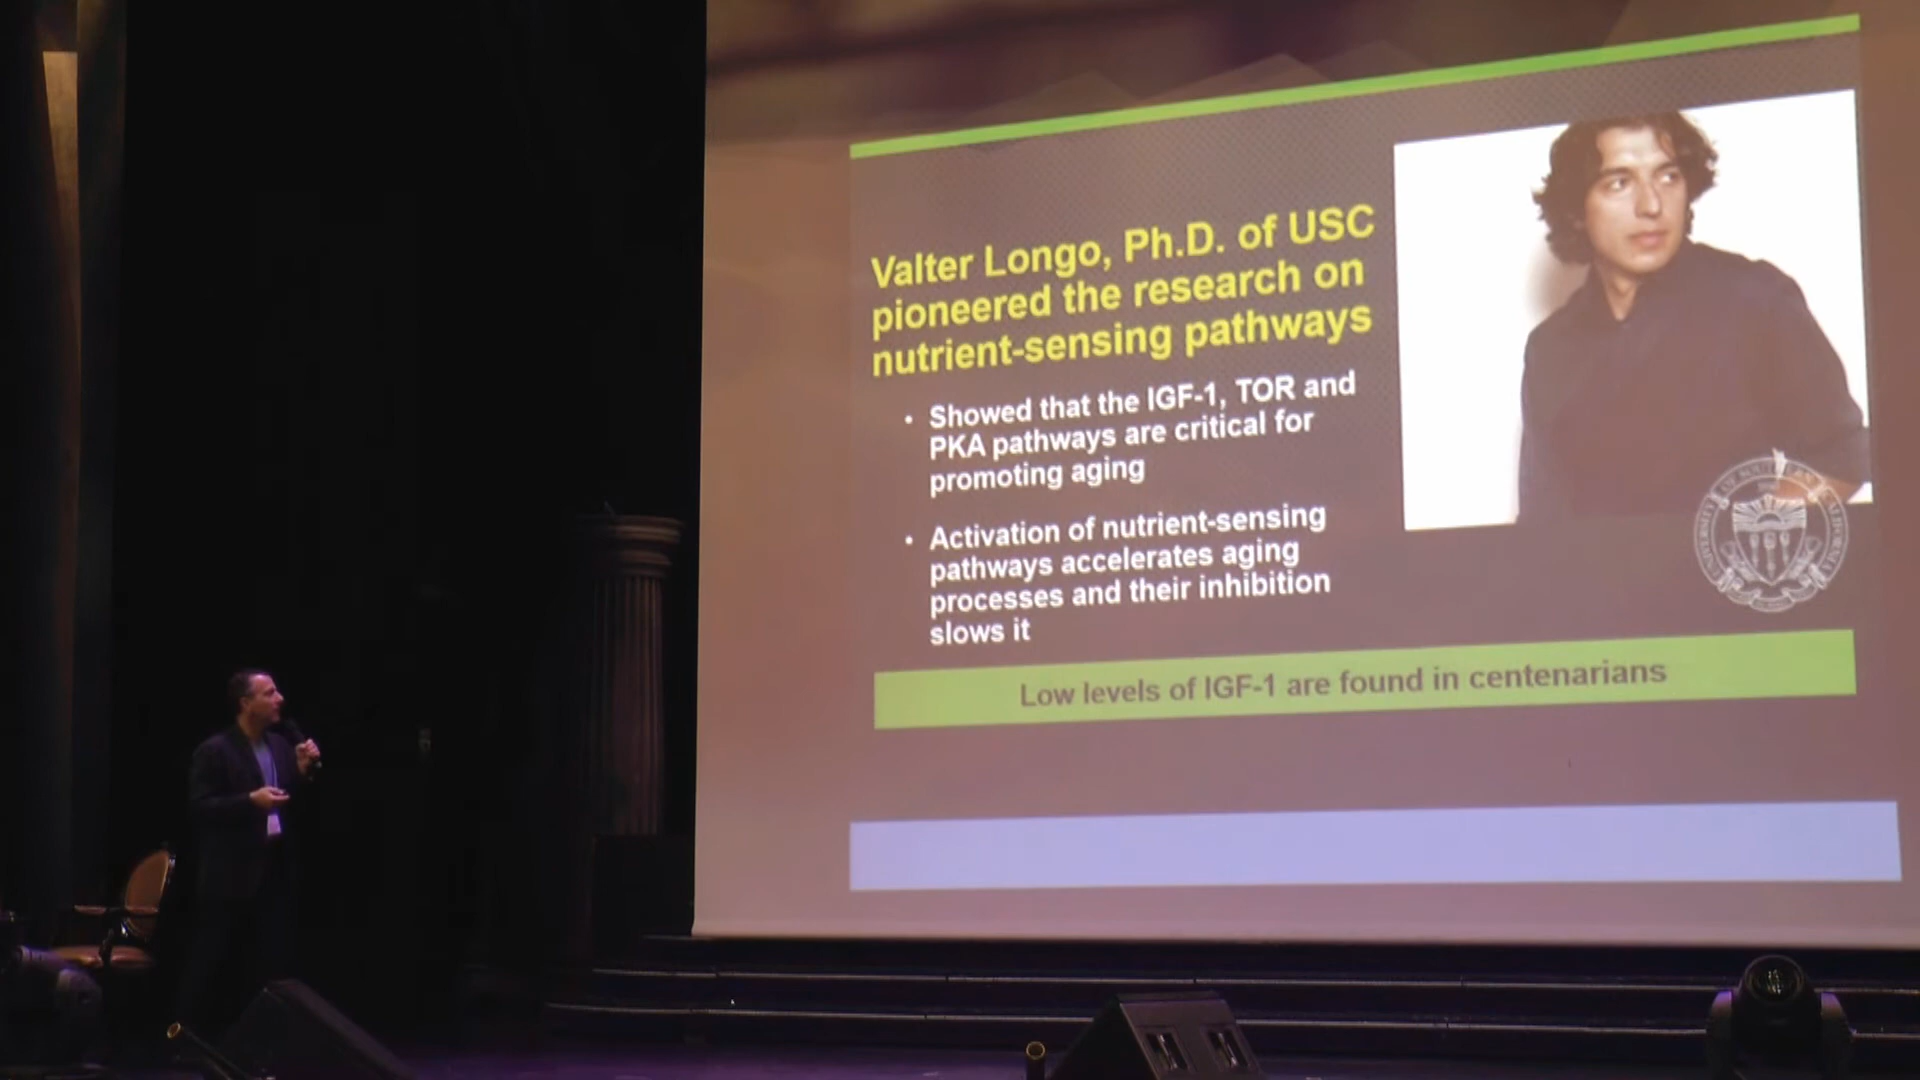 Valter Longo, Ph.D. of USC
pioneered the research on
nutrient-sensing pathways
• Showed that the IGF-1, TOR and
PKA pathways are critical for
promoting aging
• Activation of nutrient-sensing
pathways accelerates aging
processes and their inhibition
slows it
Low levels of IGF-1 are found in centenarians